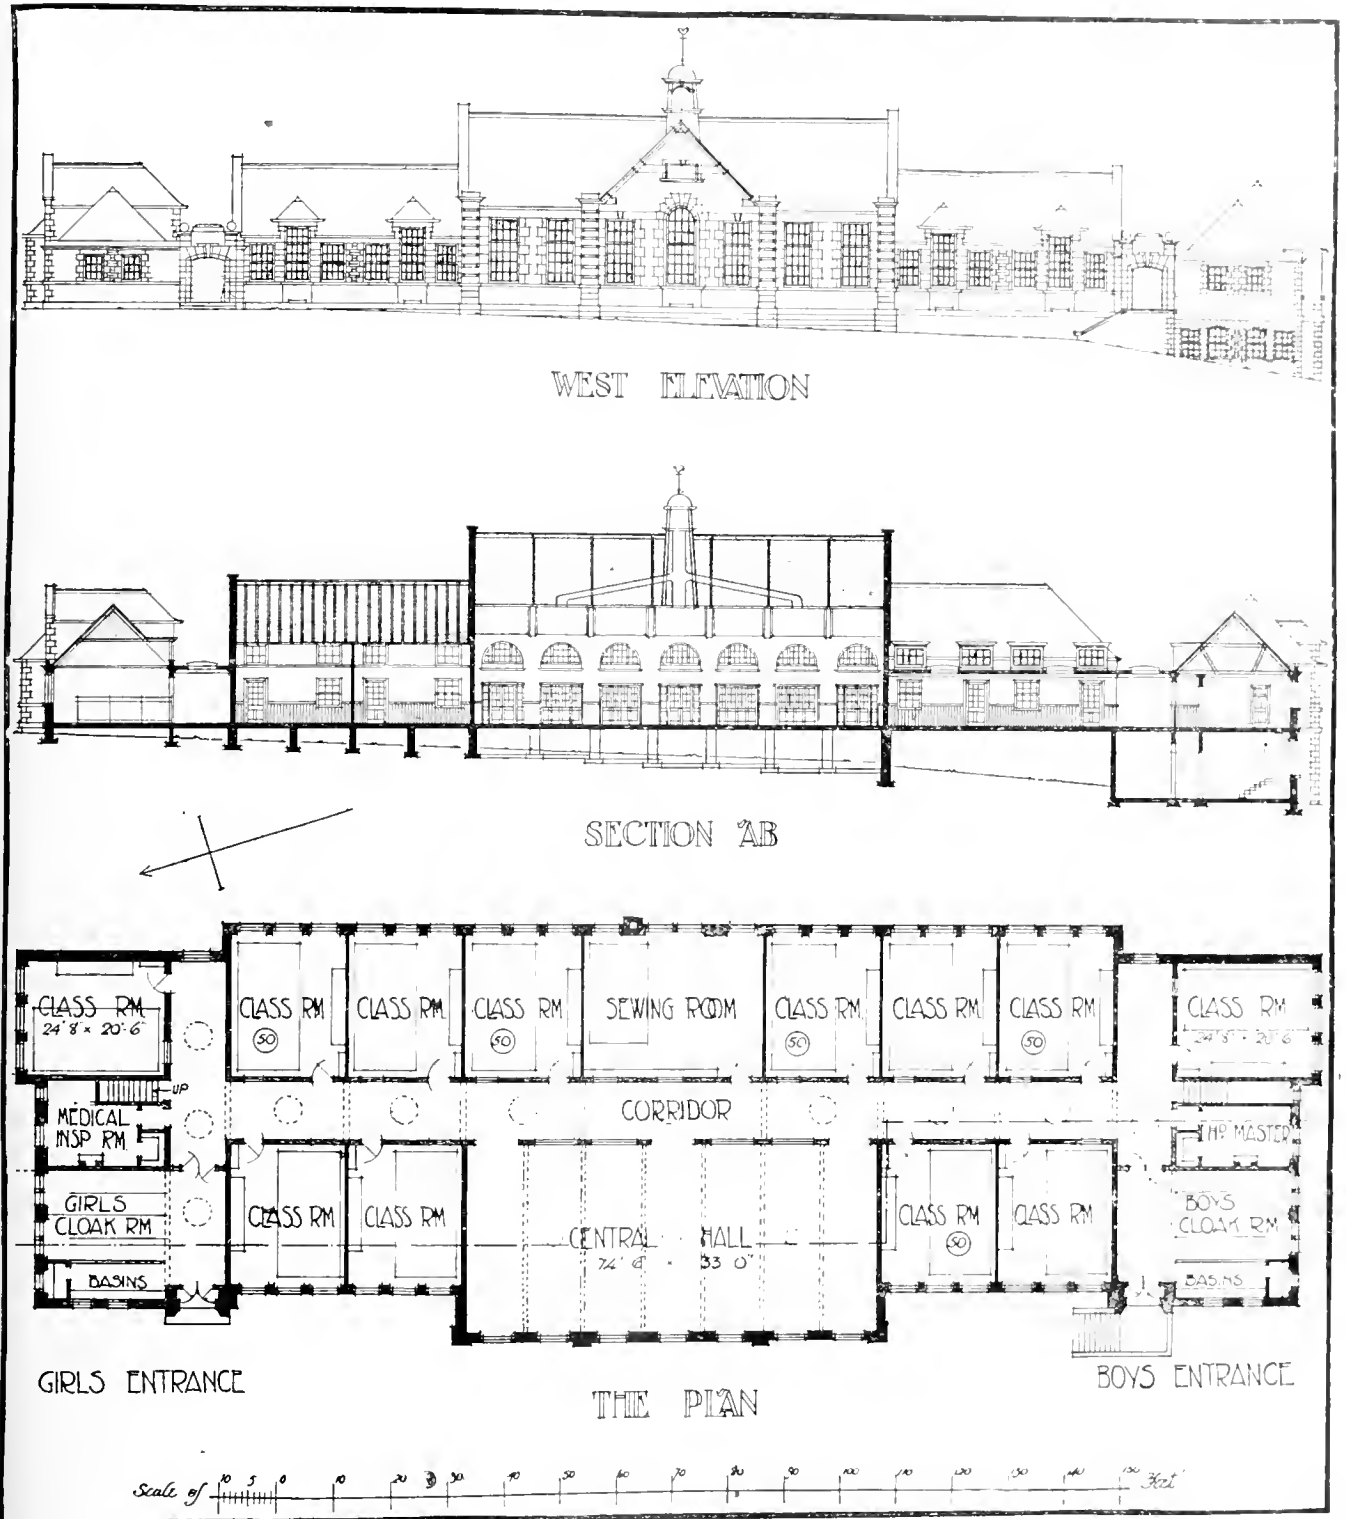 WEST ELEVATION
SECTION AB
CLASS RM
24' 8" × 20'-6"
CLASS RM
50
CLASS RM
CLASS RM
50
SEWING ROOM
CLASS RM
50
CLASS RM
CLASS RM
50
CLASS RM
24' 8" × 20' 6"
UP
MEDICAL
INSP RM.
CORRIDOR
HD MASTER
GIRLS
CLOAK RM
BASINS
CLASS RM
CLASS RM
CENTRAL HALL
74' 6" × 33' 0"
CLASS RM
50
CLASS RM
BOYS
CLOAK RM
BASINS
GIRLS ENTRANCE
BOYS ENTRANCE
THE PLAN
Scale of 10 5 0 10 20 30 40 50 60 70 80 90 100 110 120 130 140 150 Feet